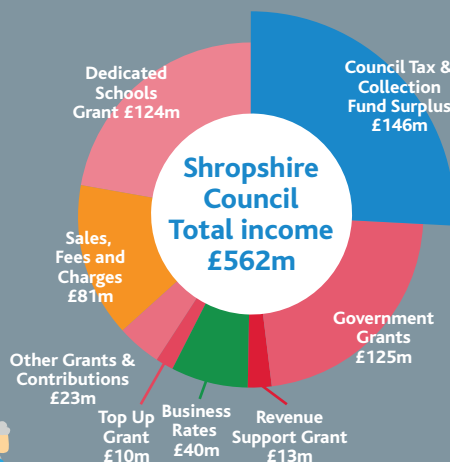 Shropshire
Council
Total income
£562m
Council Tax &
Collection
Fund Surplus
£146m
Government
Grants
£125m
Revenue
Support Grant
£13m
Business
Rates
£40m
Top Up
Grant
£10m
Other Grants &
Contributions
£23m
Sales,
Fees and
Charges
£81m
Dedicated
Schools
Grant £124m